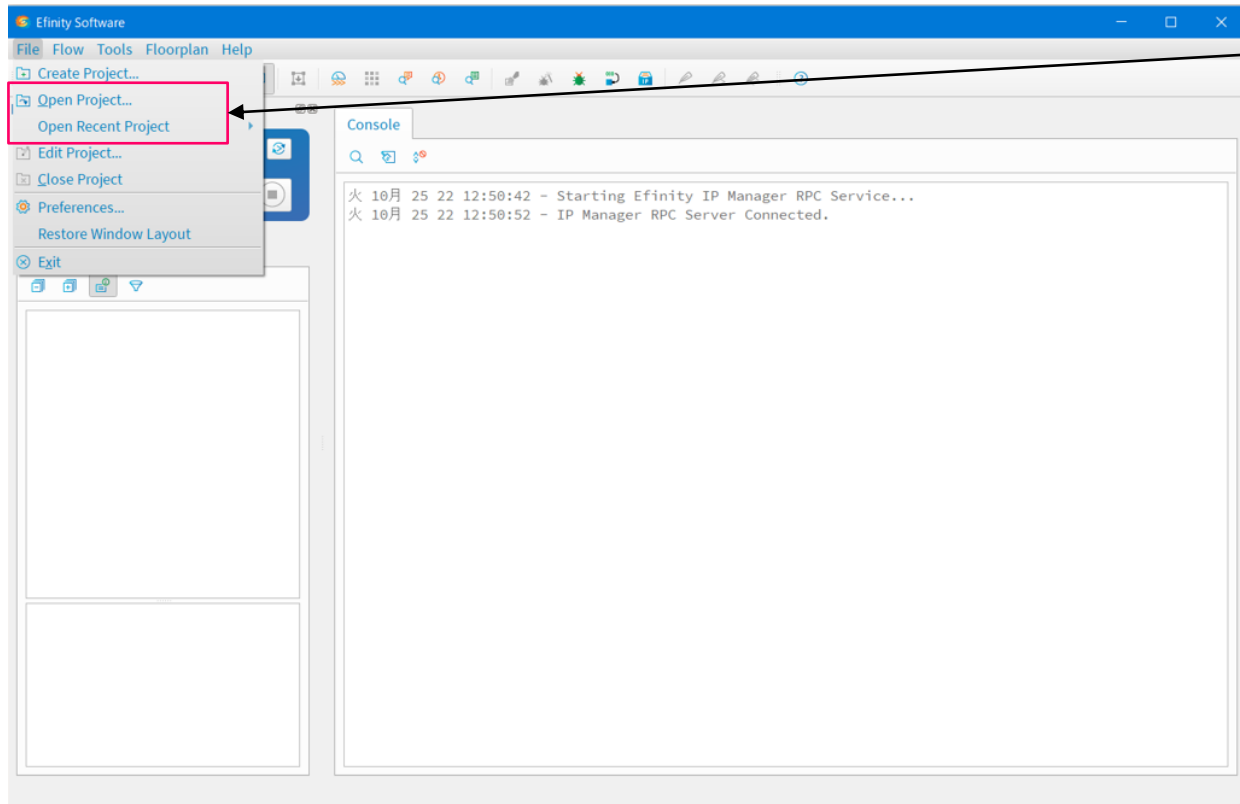 Efinity Software
File Flow Tools Floorplan Help
Create Project...
Open Project...
Open Recent Project
Edit Project...
Close Project
Preferences...
Restore Window Layout
Exit
Console
火 10月 25 22 12:50:42 - Starting Efinity IP Manager RPC Service...
火 10月 25 22 12:50:52 - IP Manager RPC Server Connected.